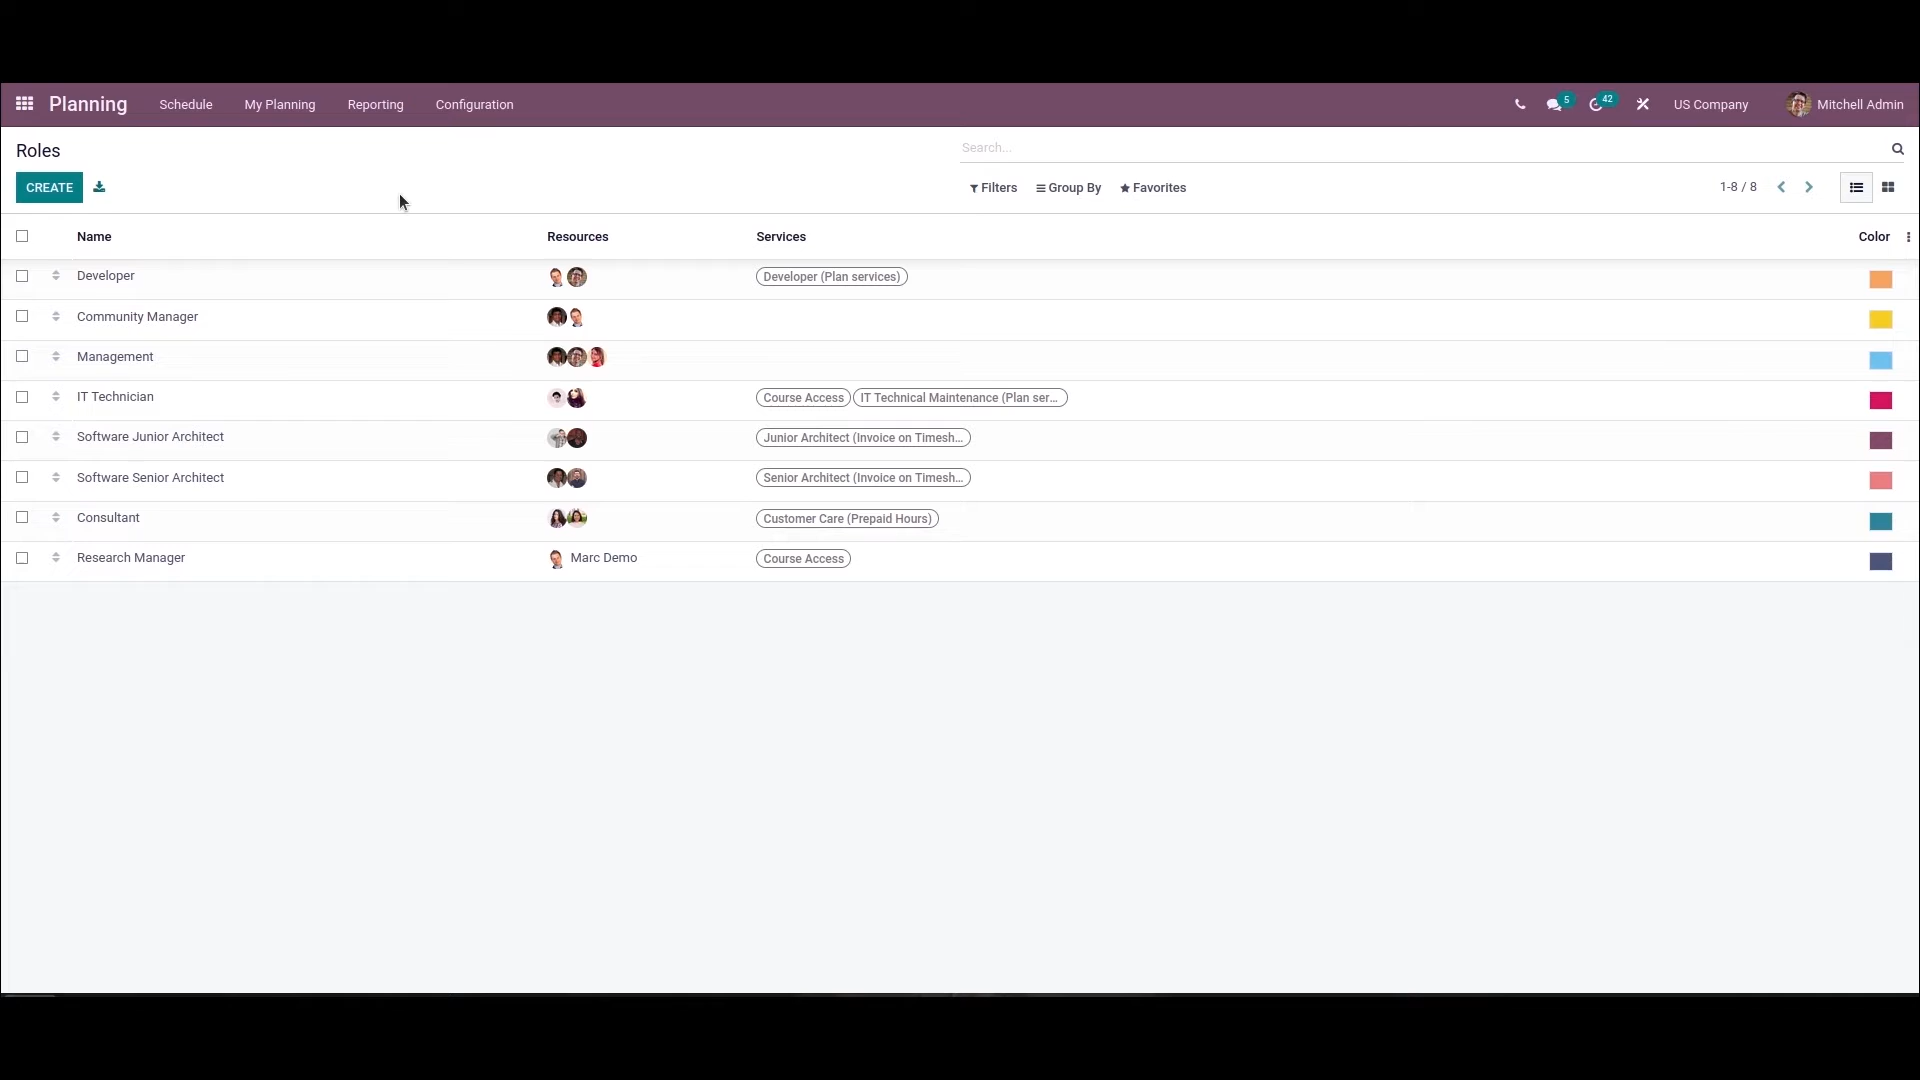 Planning Schedule My Planning Reporting Configuration 5 42 US Company Mitchell Admin
Roles Search...
CREATE Filters Group By Favorites 1-8 / 8
Name Resources Services Color
Developer Developer (Plan services)
Community Manager
Management
IT Technician Course Access IT Technical Maintenance (Plan ser...
Software Junior Architect Junior Architect (Invoice on Timesh...
Software Senior Architect Senior Architect (Invoice on Timesh...
Consultant Customer Care (Prepaid Hours)
Research Manager Marc Demo Course Access